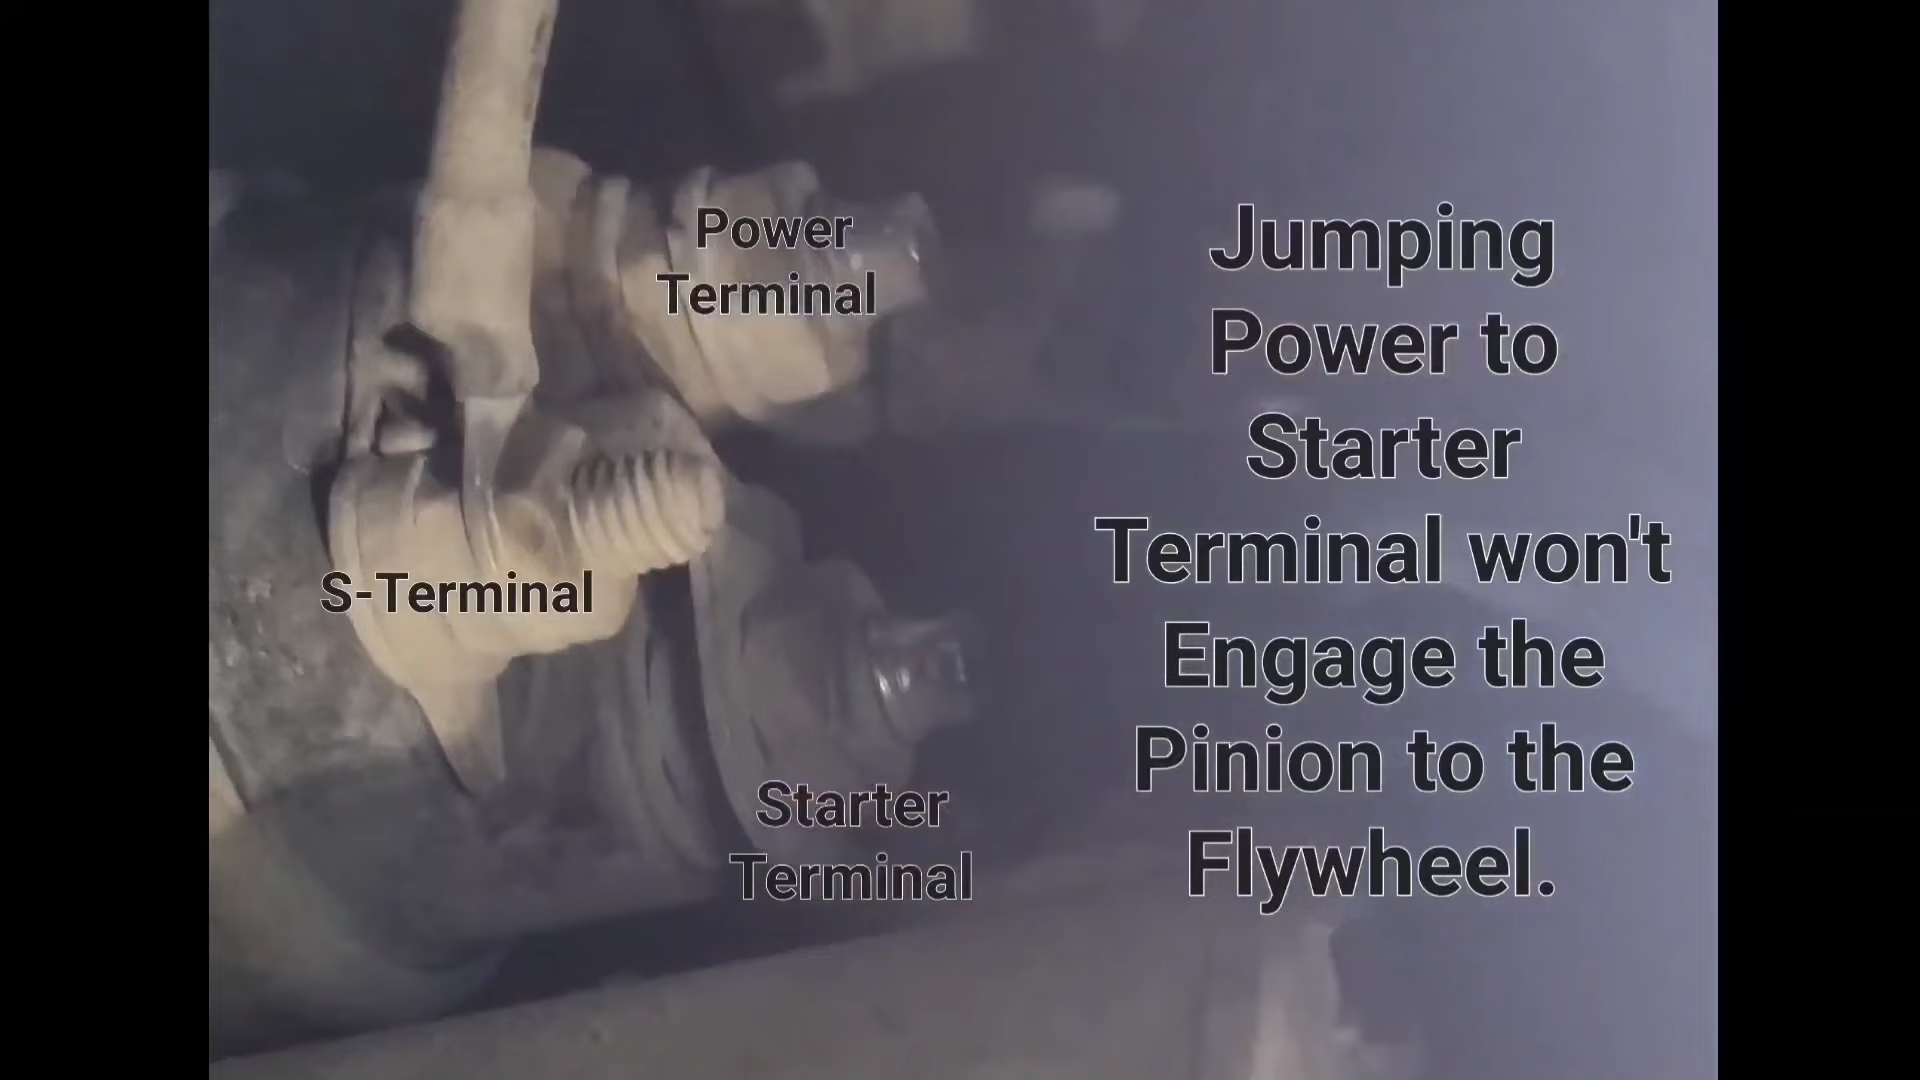 Power
Terminal
S-Terminal
Starter
Terminal
Jumping
Power to
Starter
Terminal won't
Engage the
Pinion to the
Flywheel.